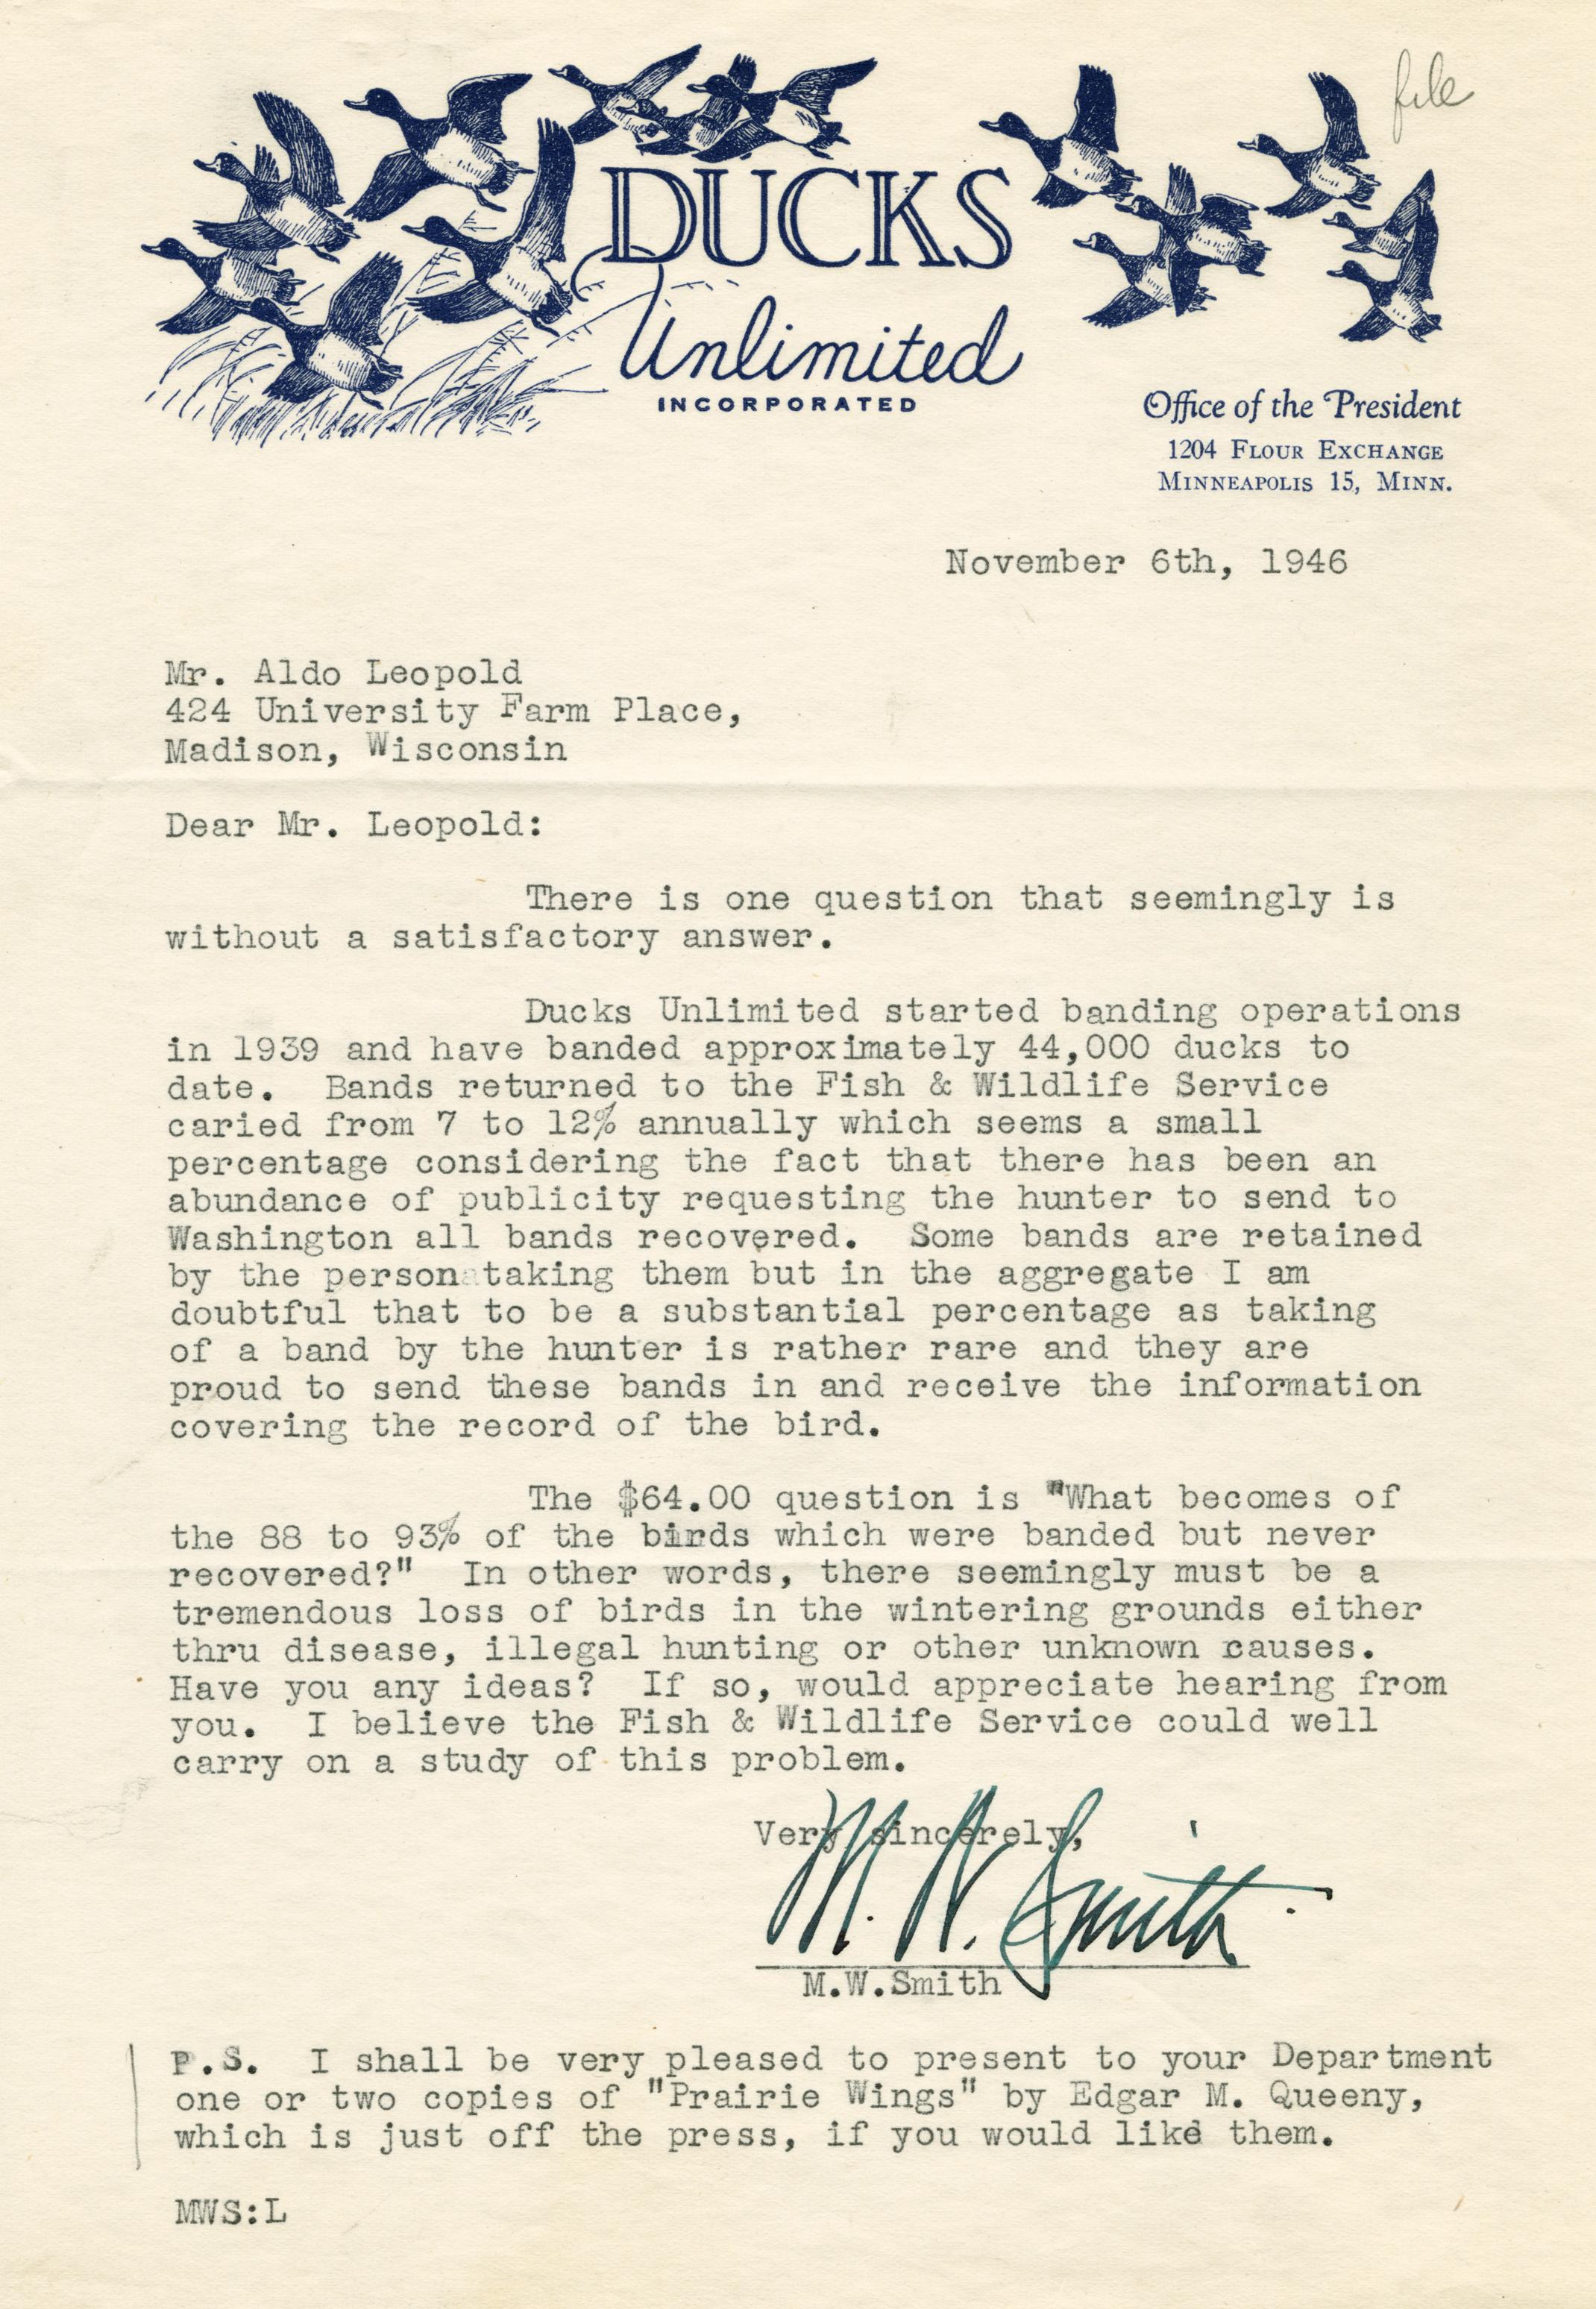 file
DUCKS
Unlimited
INCORPORATED
Office of the President
1204 FLOUR EXCHANGE
MINNEAPOLIS 15, MINN.
November 6th, 1946
Mr. Aldo Leopold
424 University Farm Place,
Madison, Wisconsin
Dear Mr. Leopold:
There is one question that seemingly is
without a satisfactory answer.
Ducks Unlimited started banding operations
in 1939 and have banded approximately 44,000 ducks to
date. Bands returned to the Fish & Wildlife Service
caried from 7 to 12% annually which seems a small
percentage considering the fact that there has been an
abundance of publicity requesting the hunter to send to
Washington all bands recovered. Some bands are retained
by the person taking them but in the aggregate I am
doubtful that to be a substantial percentage as taking
of a band by the hunter is rather rare and they are
proud to send these bands in and receive the information
covering the record of the bird.
The $64.00 question is "What becomes of
the 88 to 93% of the birds which were banded but never
recovered?" In other words, there seemingly must be a
tremendous loss of birds in the wintering grounds either
thru disease, illegal hunting or other unknown causes.
Have you any ideas? If so, would appreciate hearing from
you. I believe the Fish & Wildlife Service could well
carry on a study of this problem.
Very sincerely,
M. W. Smith
M.W.Smith
P.S. I shall be very pleased to present to your Department
one or two copies of "Prairie Wings" by Edgar M. Queeny,
which is just off the press, if you would like them.
MWS:L